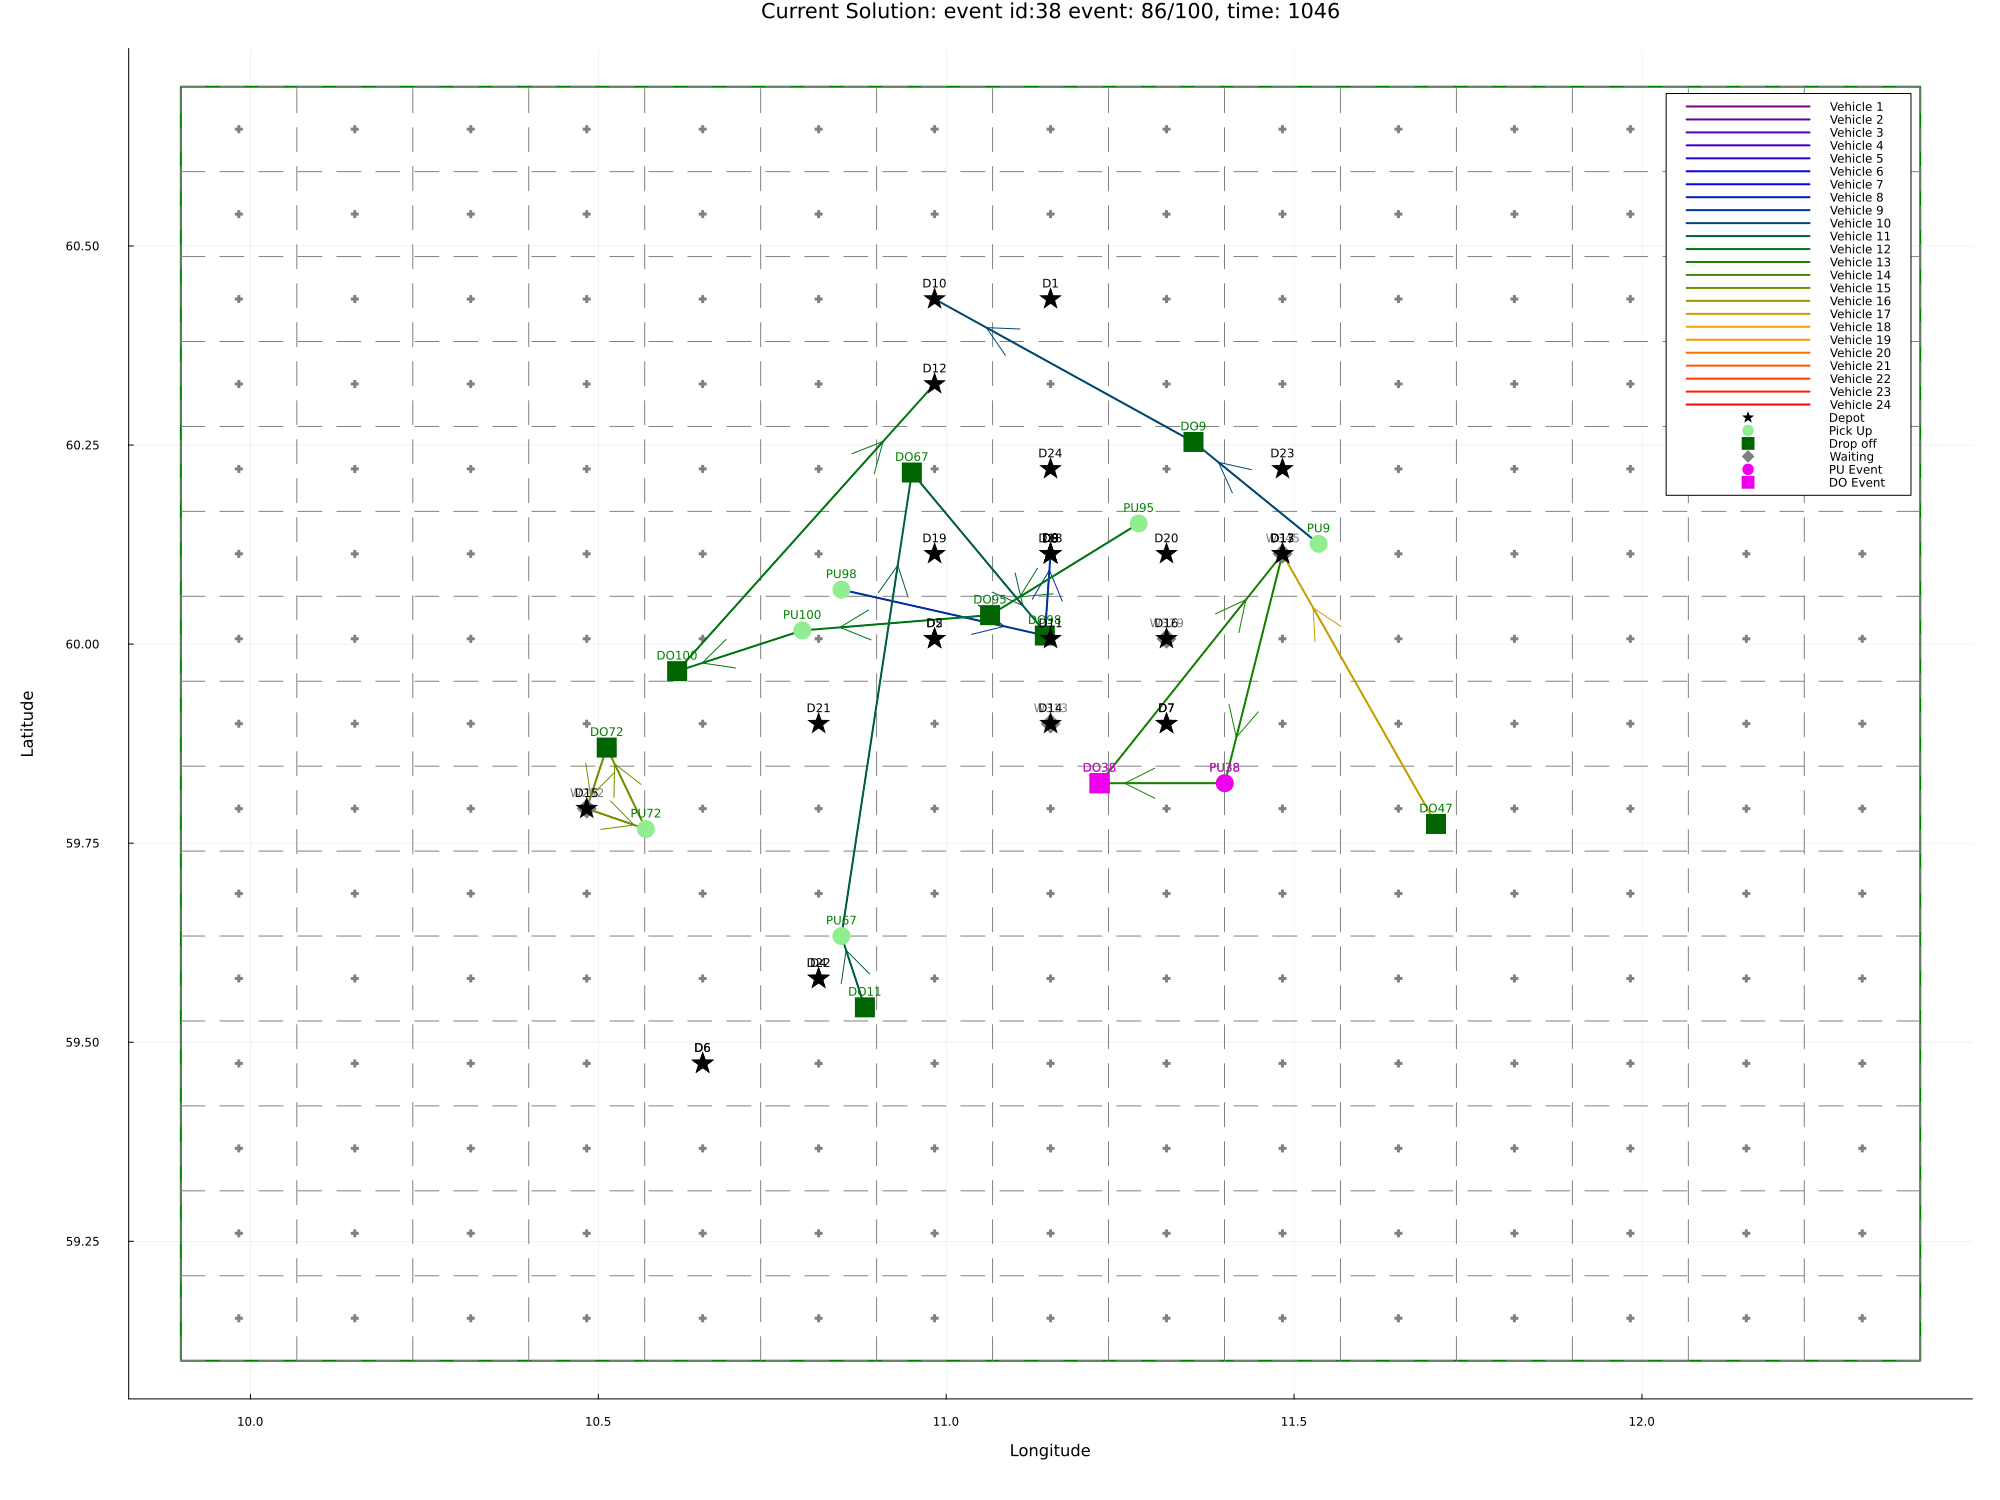 Current Solution: event id:38 event: 86/100, time: 1046
Vehicle 1
Vehicle 2
Vehicle 3
Vehicle 4
Vehicle 5
Vehicle 6
Vehicle 7
Vehicle 8
Vehicle 9
Vehicle 10
Vehicle 11
Vehicle 12
Vehicle 13
Vehicle 14
Vehicle 15
Vehicle 16
Vehicle 17
Vehicle 18
Vehicle 19
Vehicle 20
Vehicle 21
Vehicle 22
Vehicle 23
Vehicle 24
Depot
Pick Up
Drop off
Waiting
PU Event
DO Event
60.50
60.25
60.00
59.75
59.50
59.25
Latitude
D10
D1
D12
DO9
DO67
D24
D23
PU95
PU9
D19
D20
PU98
DO95
PU100
D16
DO100
D21
D14
D7
DO72
DO38
PU38
D15
DO47
PU72
PU67
DO11
D6
10.0
10.5
11.0
11.5
12.0
Longitude